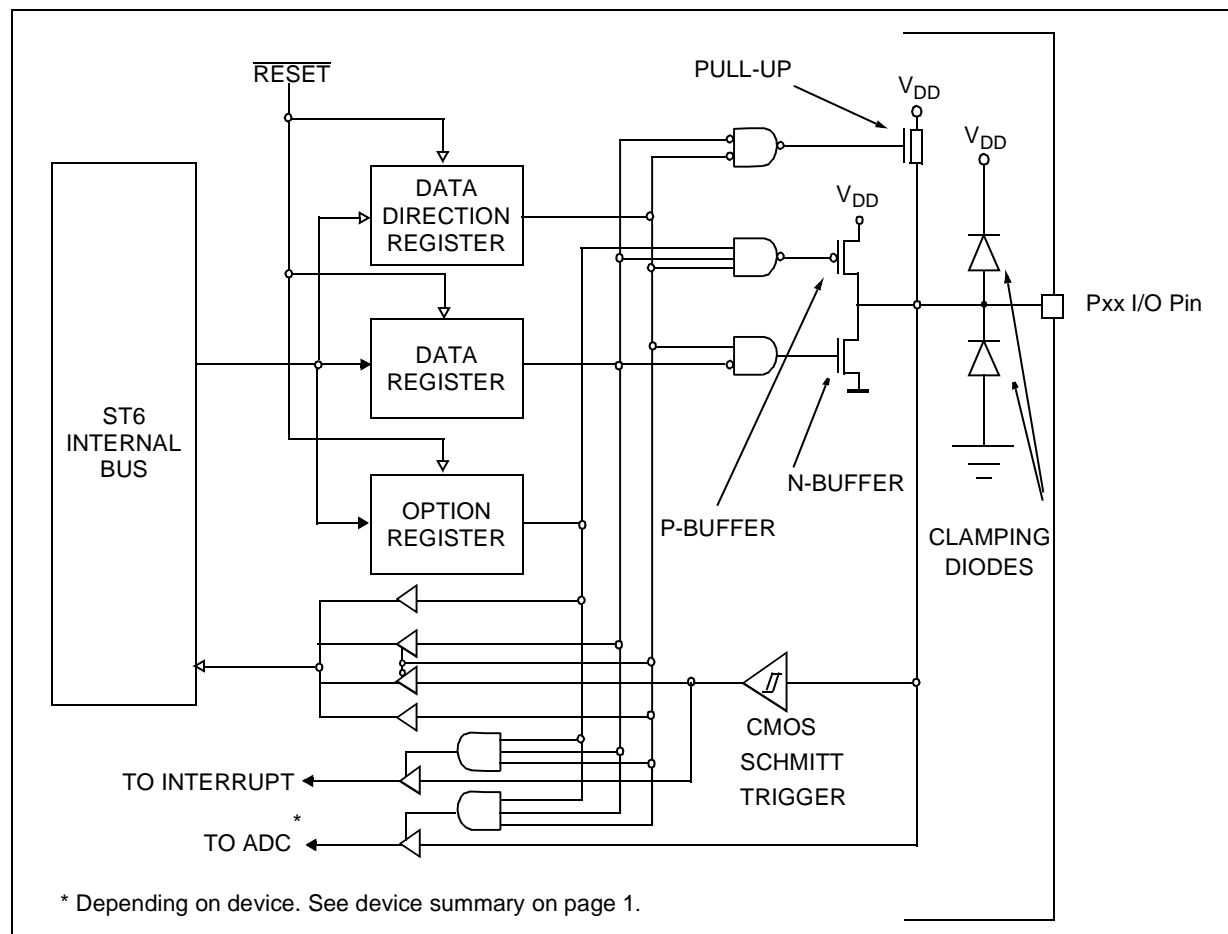 RESET
PULL-UP
VDD
VDD
DATA
DIRECTION
REGISTER
VDD
Pxx I/O Pin
DATA
REGISTER
ST6
INTERNAL
BUS
OPTION
REGISTER
N-BUFFER
P-BUFFER
CLAMPING
DIODES
CMOS
SCHMITT
TRIGGER
TO INTERRUPT
TO ADC *
* Depending on device. See device summary on page 1.